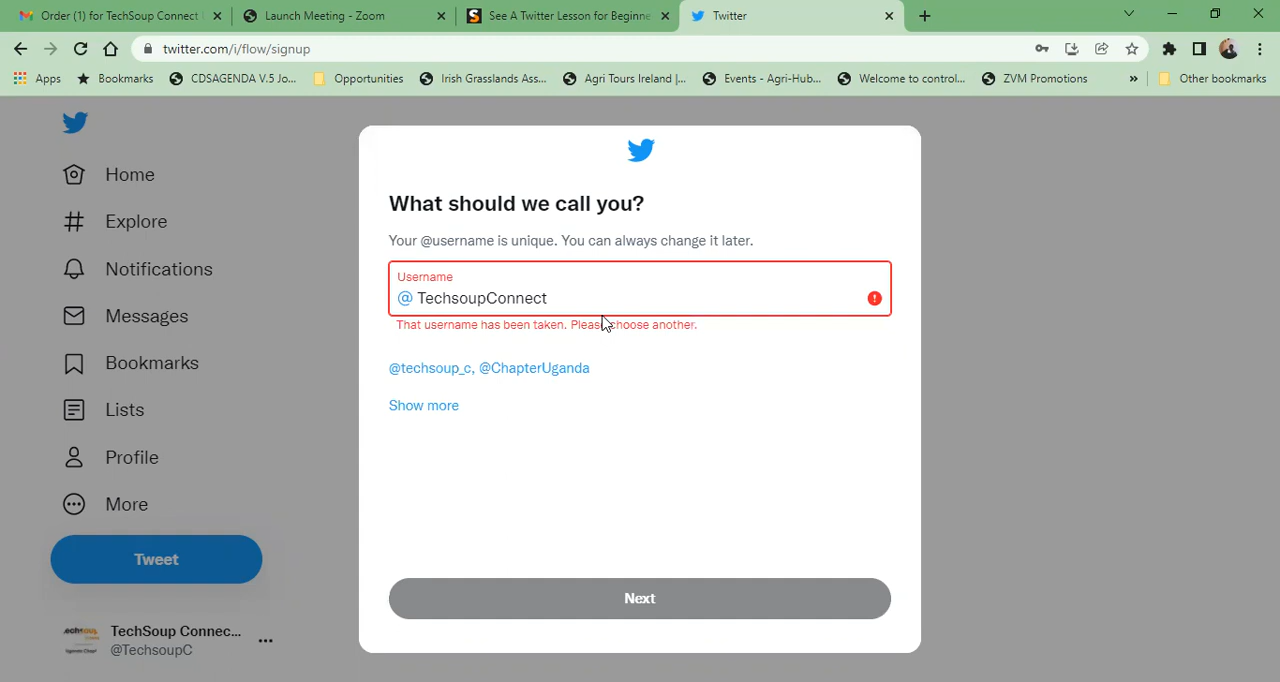 Order (1) for TechSoup Connect
Launch Meeting - Zoom
See A Twitter Lesson for Beginne
Twitter
twitter.com/i/flow/signup
Apps
Bookmarks
CDSAGENDA V.5 Jo...
Opportunities
Irish Grasslands Ass...
Agri Tours Ireland |...
Events - Agri-Hub...
Welcome to control...
ZVM Promotions
»
Other bookmarks
Home
Explore
Notifications
Messages
Bookmarks
Lists
Profile
More
Tweet
TechSoup Connec...
@TechsoupC
What should we call you?
Your @username is unique. You can always change it later.
Username
@ TechsoupConnect
That username has been taken. Please choose another.
@techsoup_c, @ChapterUganda
Show more
Next